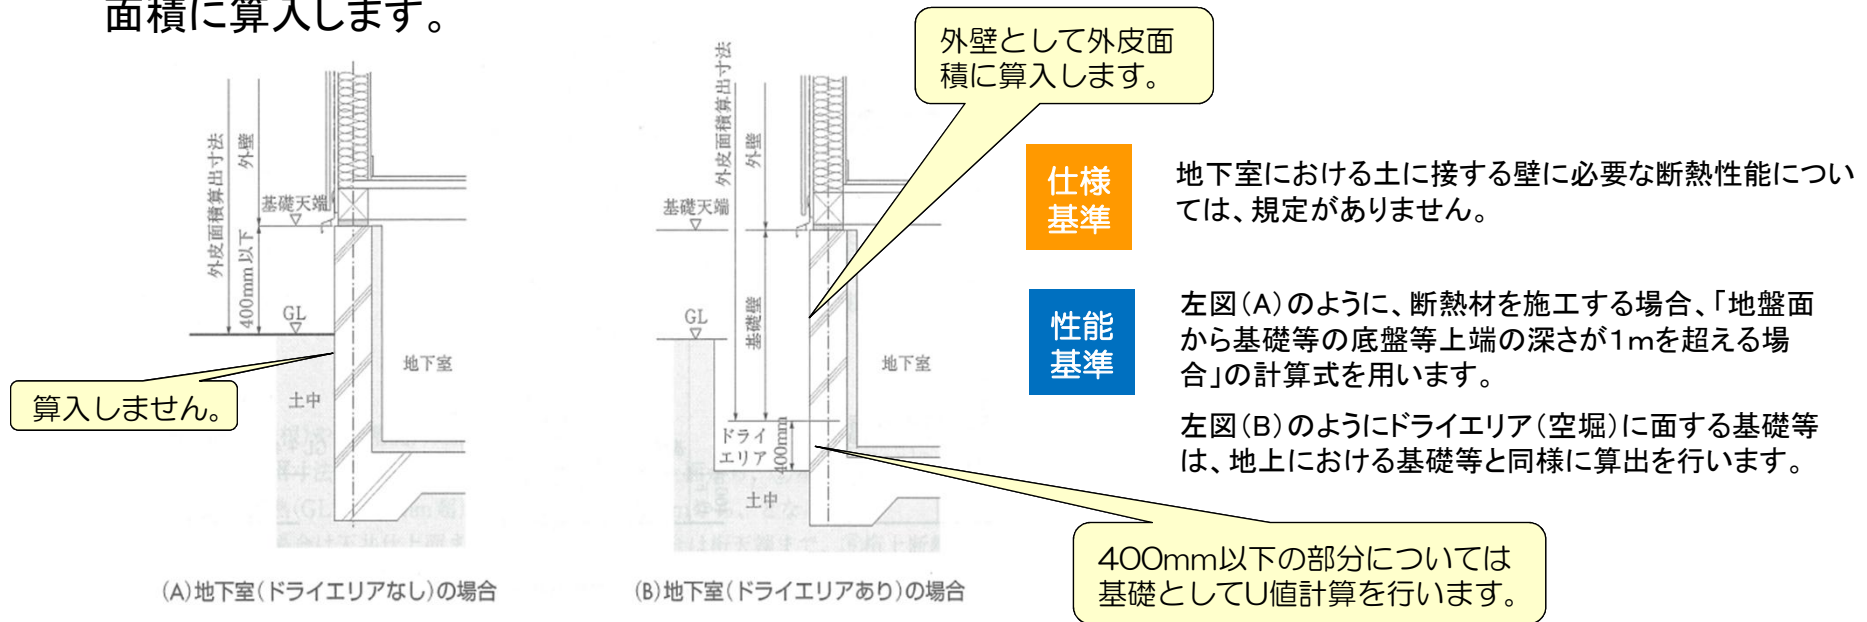 面積に算入します。
外壁として外皮面
積に算入します。
外皮面積算出寸法
外壁
基礎天端
400mm以下
GL
地下室
土中
算入しません。
(A)地下室(ドライエリアなし)の場合
外皮面積算出寸法
外壁
基礎天端
基礎壁
GL
地下室
ドライ
エリア
400mm
土中
(B)地下室(ドライエリアあり)の場合
仕様
基準
地下室における土に接する壁に必要な断熱性能につい
ては、規定がありません。
性能
基準
左図(A)のように、断熱材を施工する場合、「地盤面
から基礎等の底盤等上端の深さが1mを超える場
合」の計算式を用います。
左図(B)のようにドライエリア(空堀)に面する基礎等
は、地上における基礎等と同様に算出を行います。
400mm以下の部分については
基礎としてU値計算を行います。